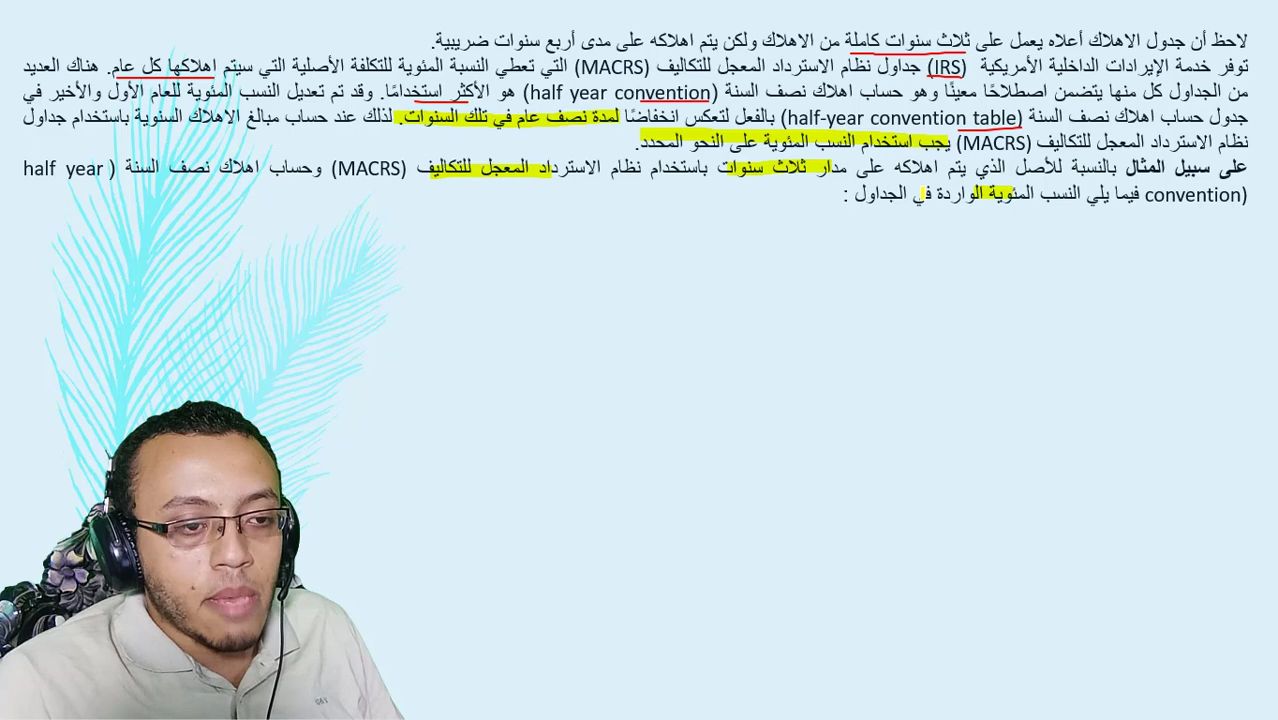 لاحظ أن جدول الاهلاك أعلاه يعمل على ثلاث سنوات كاملة من الاهلاك ولكن يتم اهلاكه على مدى أربع سنوات ضريبية.
توفر خدمة الإيرادات الداخلية الأمريكية (IRS) جداول نظام الاسترداد المعجل للتكاليف (MACRS) التي تعطي النسبة المئوية للتكلفة الأصلية التي سيتم اهلاكها كل عام. هناك العديد
من الجداول كل منها يتضمن اصطلاحًا معينًا وهو حساب اهلاك نصف السنة (half year convention) هو الأكثر استخدامًا. وقد تم تعديل النسب المئوية للعام الأول والأخير في
جدول حساب اهلاك نصف السنة (half-year convention table) بالفعل لتعكس انخفاضًا لمدة نصف عام في تلك السنوات. لذلك عند حساب مبالغ الاهلاك السنوية باستخدام جداول
نظام الاسترداد المعجل للتكاليف (MACRS) يجب استخدام النسب المئوية على النحو المحدد.
على سبيل المثال بالنسبة للأصل الذي يتم اهلاكه على مدار ثلاث سنوات باستخدام نظام الاسترداد المعجل للتكاليف (MACRS) وحساب اهلاك نصف السنة (half year
convention) فيما يلي النسب المئوية الواردة في الجداول :